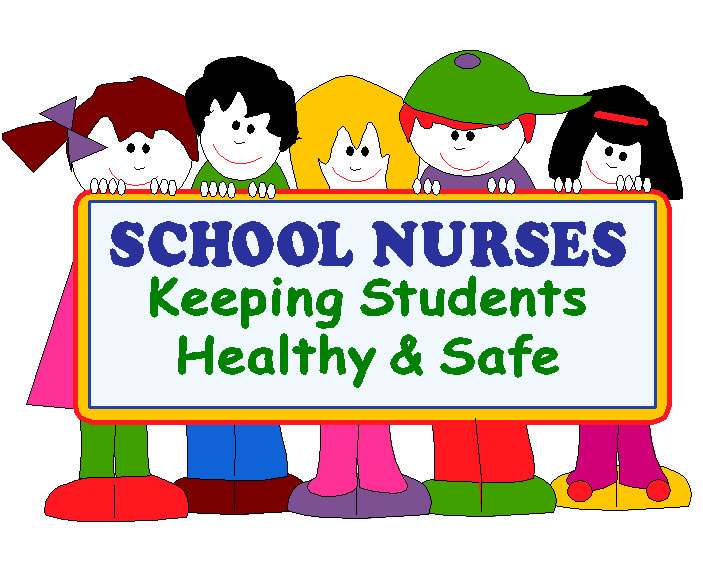 SCHOOL NURSES
Keeping Students
Healthy & Safe